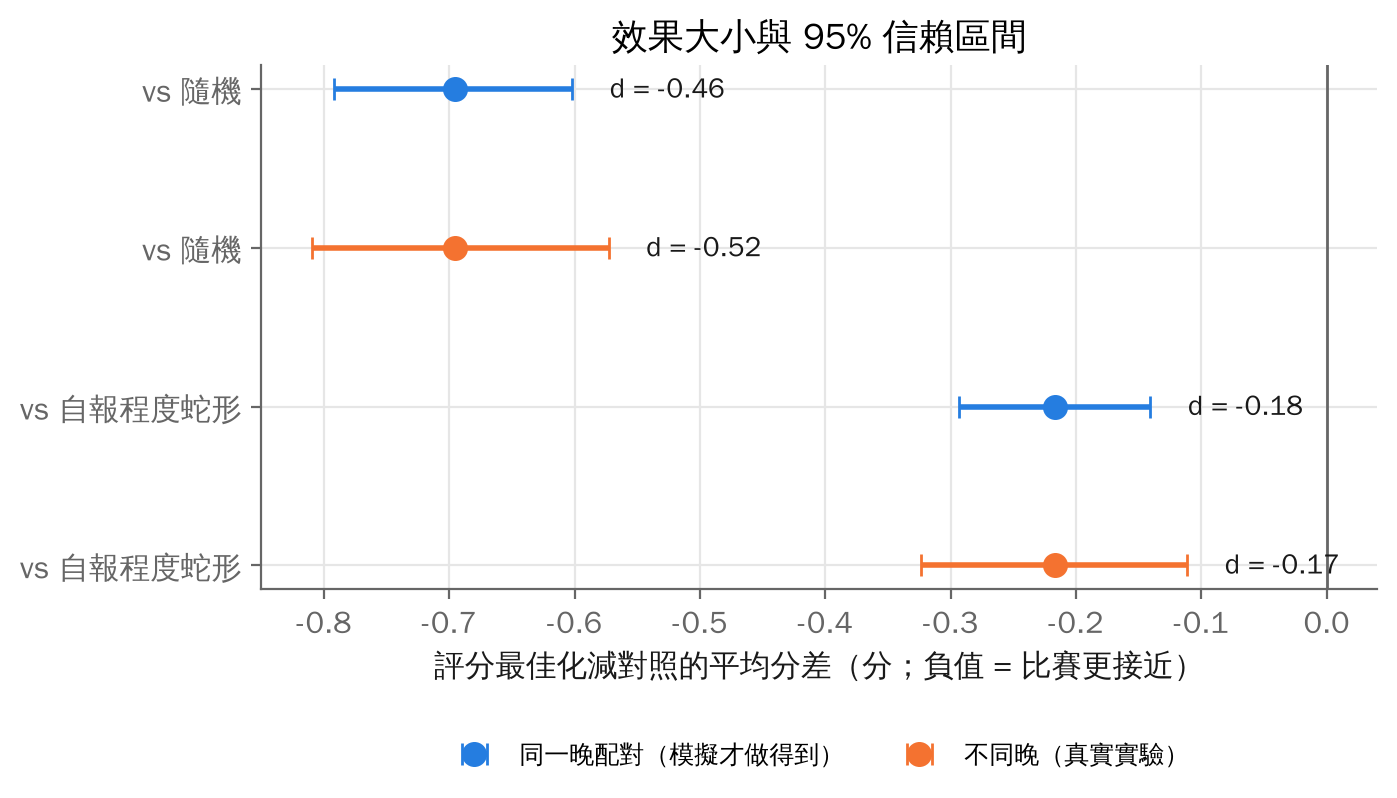 效果大小與 95% 信賴區間
vs 隨機
d = -0.46
vs 隨機
d = -0.52
vs 自報程度蛇形
d = -0.18
vs 自報程度蛇形
d = -0.17
-0.8 -0.7 -0.6 -0.5 -0.4 -0.3 -0.2 -0.1 0.0
評分最佳化減對照的平均分差（分；負值 = 比賽更接近）
同一晚配對（模擬才做得到） 不同晚（真實實驗）